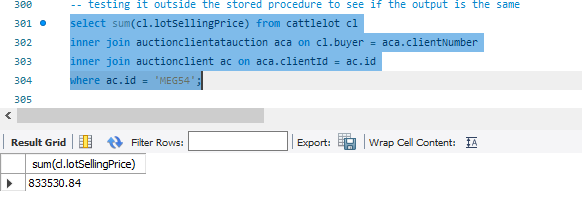 300
-- testing it outside the stored procedure to see if the output is the same
301 select sum(cl.lotSellingPrice) from cattlelot cl
302 inner join auctionclientatauction aca on cl.buyer = aca.clientNumber
303 inner join auctionclient ac on aca.clientId = ac.id
304 where ac.id = 'MEG54';
305
Result Grid Filter Rows: Export: Wrap Cell Content: IA
sum(cl.lotSellingPrice)
833530.84